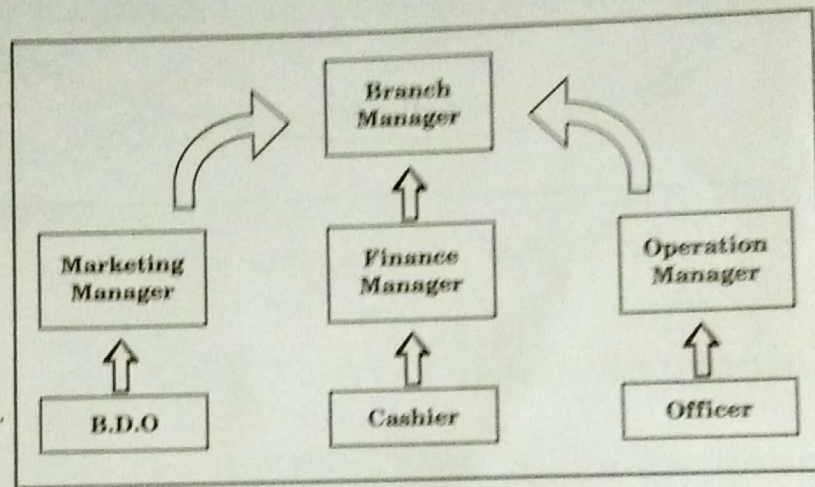 Branch
Manager
Marketing
Manager
Finance
Manager
Operation
Manager
B.D.O
Cashier
Officer